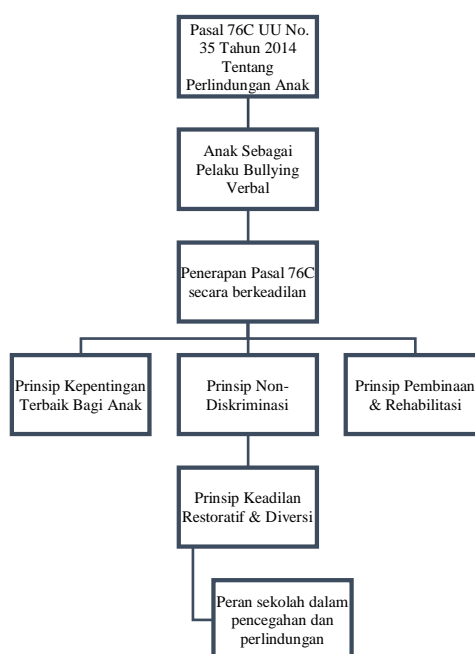 Pasal 76C UU No.
35 Tahun 2014
Tentang
Perlindungan Anak
Anak Sebagai
Pelaku Bullying
Verbal
Penerapan Pasal 76C
secara berkeadilan
Prinsip Kepentingan
Terbaik Bagi Anak
Prinsip Non-
Diskriminasi
Prinsip Pembinaan
& Rehabilitasi
Prinsip Keadilan
Restoratif & Diversi
Peran sekolah dalam
pencegahan dan
perlindungan